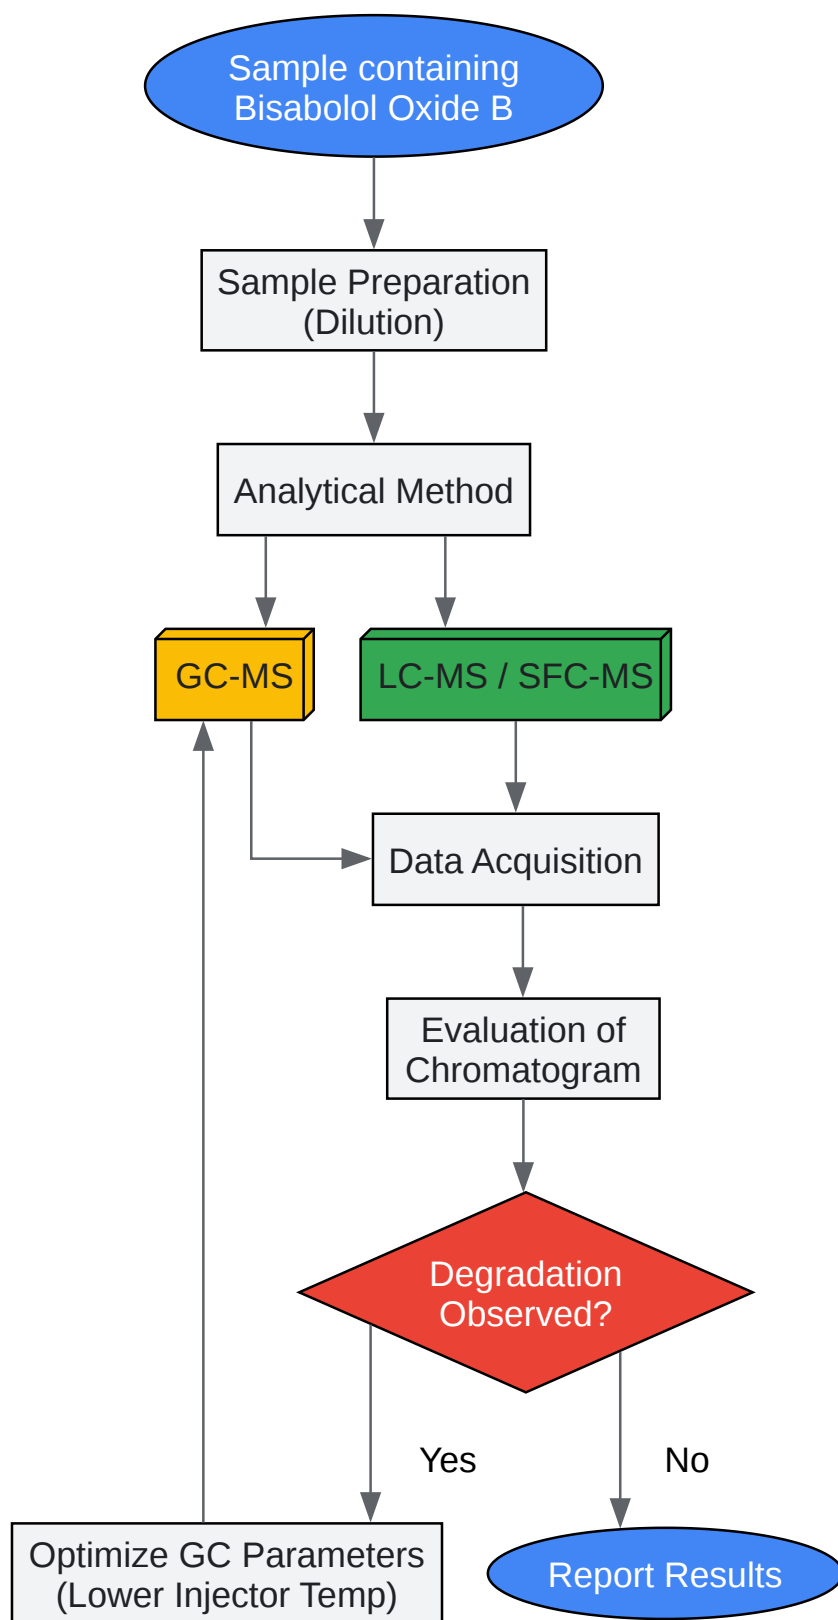 Sample containing
Bisabolol Oxide B
Sample Preparation
(Dilution)
Analytical Method
GC-MS
LC-MS / SFC-MS
Data Acquisition
Evaluation of
Chromatogram
Degradation
Observed?
Yes
No
Optimize GC Parameters
(Lower Injector Temp)
Report Results